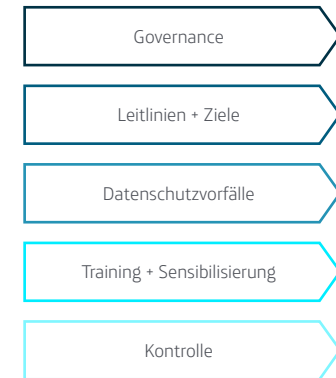 Governance
Leitlinien + Ziele
Datenschutzvorfälle
Training + Sensibilisierung
Kontrolle